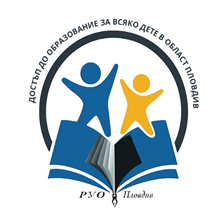 ДОСТЪП ДО ОБРАЗОВАНИЕ ЗА ВСЯКО ДЕТЕ В ОБЛАСТ ПЛОВДИВ
РУО Пловдив